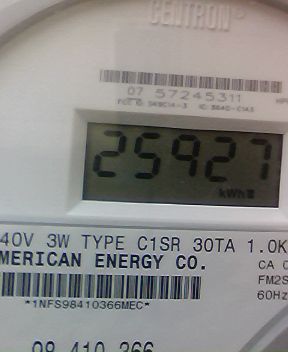 CENTRON®
07 57245311
25927
kWh
40V 3W TYPE C1SR 30TA 1.0K
MERICAN ENERGY CO.
CA 0
FM2S
60Hz
*1NFS98410366MEC*
98 410 366